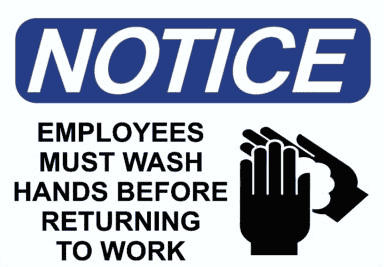 NOTICE
EMPLOYEES
MUST WASH
HANDS BEFORE
RETURNING
TO WORK